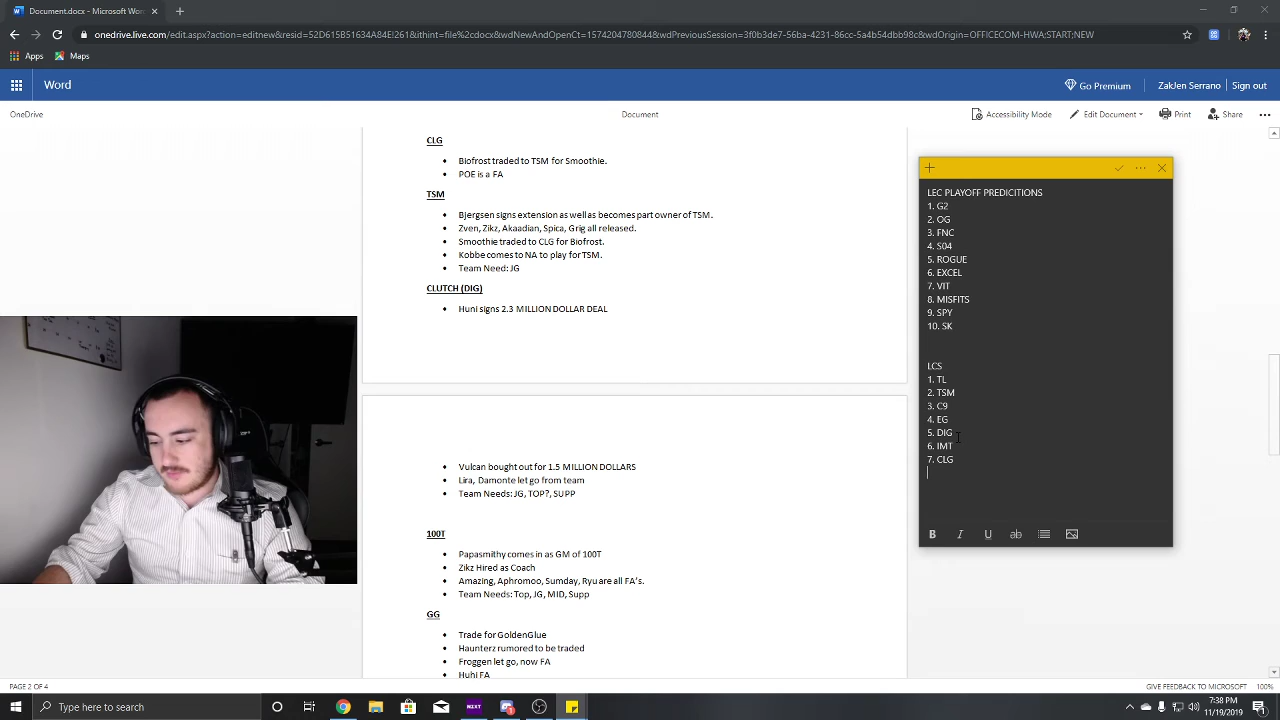 Document.docx - Microsoft Word
onedrive.live.com/edit.aspx?action=editnew&resid=52D615B51634A84E!261&ithint=file%2cdocx&wdNewAndOpenCt=1574204780844&wdPreviousSession=3f0b3de7-56ba-4231-86cc-5a4b54dbb98c&wdOrigin=OFFICECOM-HWA;START;NEW
Apps Maps
Word
Go Premium
ZakJen Serrano
Sign out
OneDrive
Document
Accessibility Mode
Edit Document
Print
Share
CLG
Biofrost traded to TSM for Smoothie.
POE is a FA
TSM
Bjergsen signs extension as well as becomes part owner of TSM.
Zven, Zikz, Akaadian, Spica, Grig all released.
Smoothie traded to CLG for Biofrost.
Kobbe comes to NA to play for TSM.
Team Need: JG
CLUTCH (DIG)
Huni signs 2.3 MILLION DOLLAR DEAL
Vulcan bought out for 1.5 MILLION DOLLARS
Lira, Damonte let go from team
Team Needs: JG, TOP?, SUPP
100T
Papasmithy comes in as GM of 100T
Zikz Hired as Coach
Amazing, Aphromoo, Sumday, Ryu are all FA's.
Team Needs: Top, JG, MID, Supp
GG
Trade for GoldenGlue
Haunterz rumored to be traded
Froggen let go, now FA
Huhi FA
LEC PLAYOFF PREDICITIONS
1. G2
2. OG
3. FNC
4. S04
5. ROGUE
6. EXCEL
7. VIT
8. MISFITS
9. SPY
10. SK
LCS
1. TL
2. TSM
3. C9
4. EG
5. DIG
6. IMT
7. CLG
B I U ab
PAGE 2 OF 4
GIVE FEEDBACK TO MICROSOFT
100%
Type here to search
NZXT
7:38 PM
11/19/2019